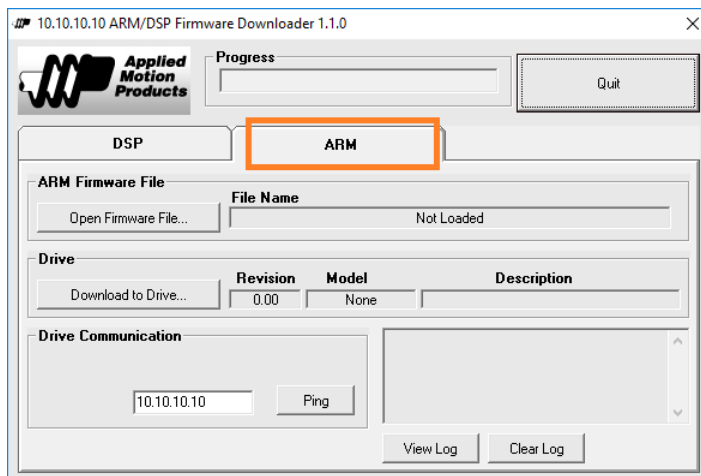 10.10.10.10 ARM/DSP Firmware Downloader 1.1.0
Applied
Motion
Products
Progress
Quit
DSP
ARM
ARM Firmware File
File Name
Open Firmware File...
Not Loaded
Drive
Revision
Model
Description
Download to Drive...
0.00
None
Drive Communication
10.10.10.10
Ping
View Log
Clear Log